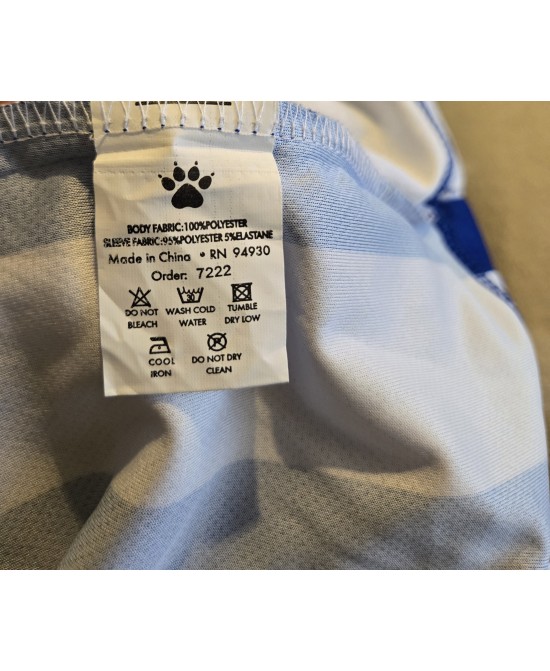 BODY FABRIC:100%POLYESTER
SLEEVE FABRIC:95%POLYESTER 5%ELASTANE
Made in China • RN 94930
Order: 7222
30
DO NOT BLEACH
WASH COLD WATER
TUMBLE DRY LOW
COOL IRON
P
DO NOT DRY CLEAN